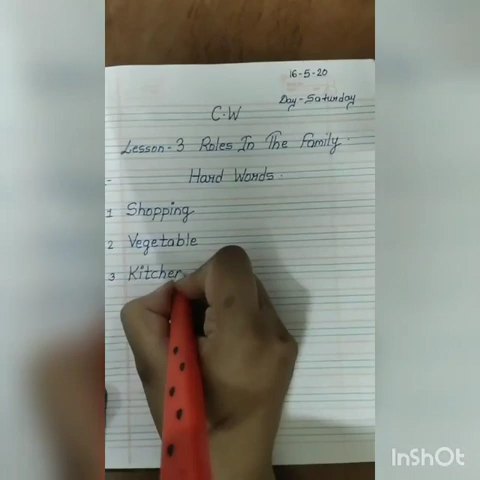 16-5-20
Day-Saturday
C.W
Lesson-3 Roles In The Family.
Hard Words.
1 Shopping
2 Vegetable
3 Kitchen
InShOt